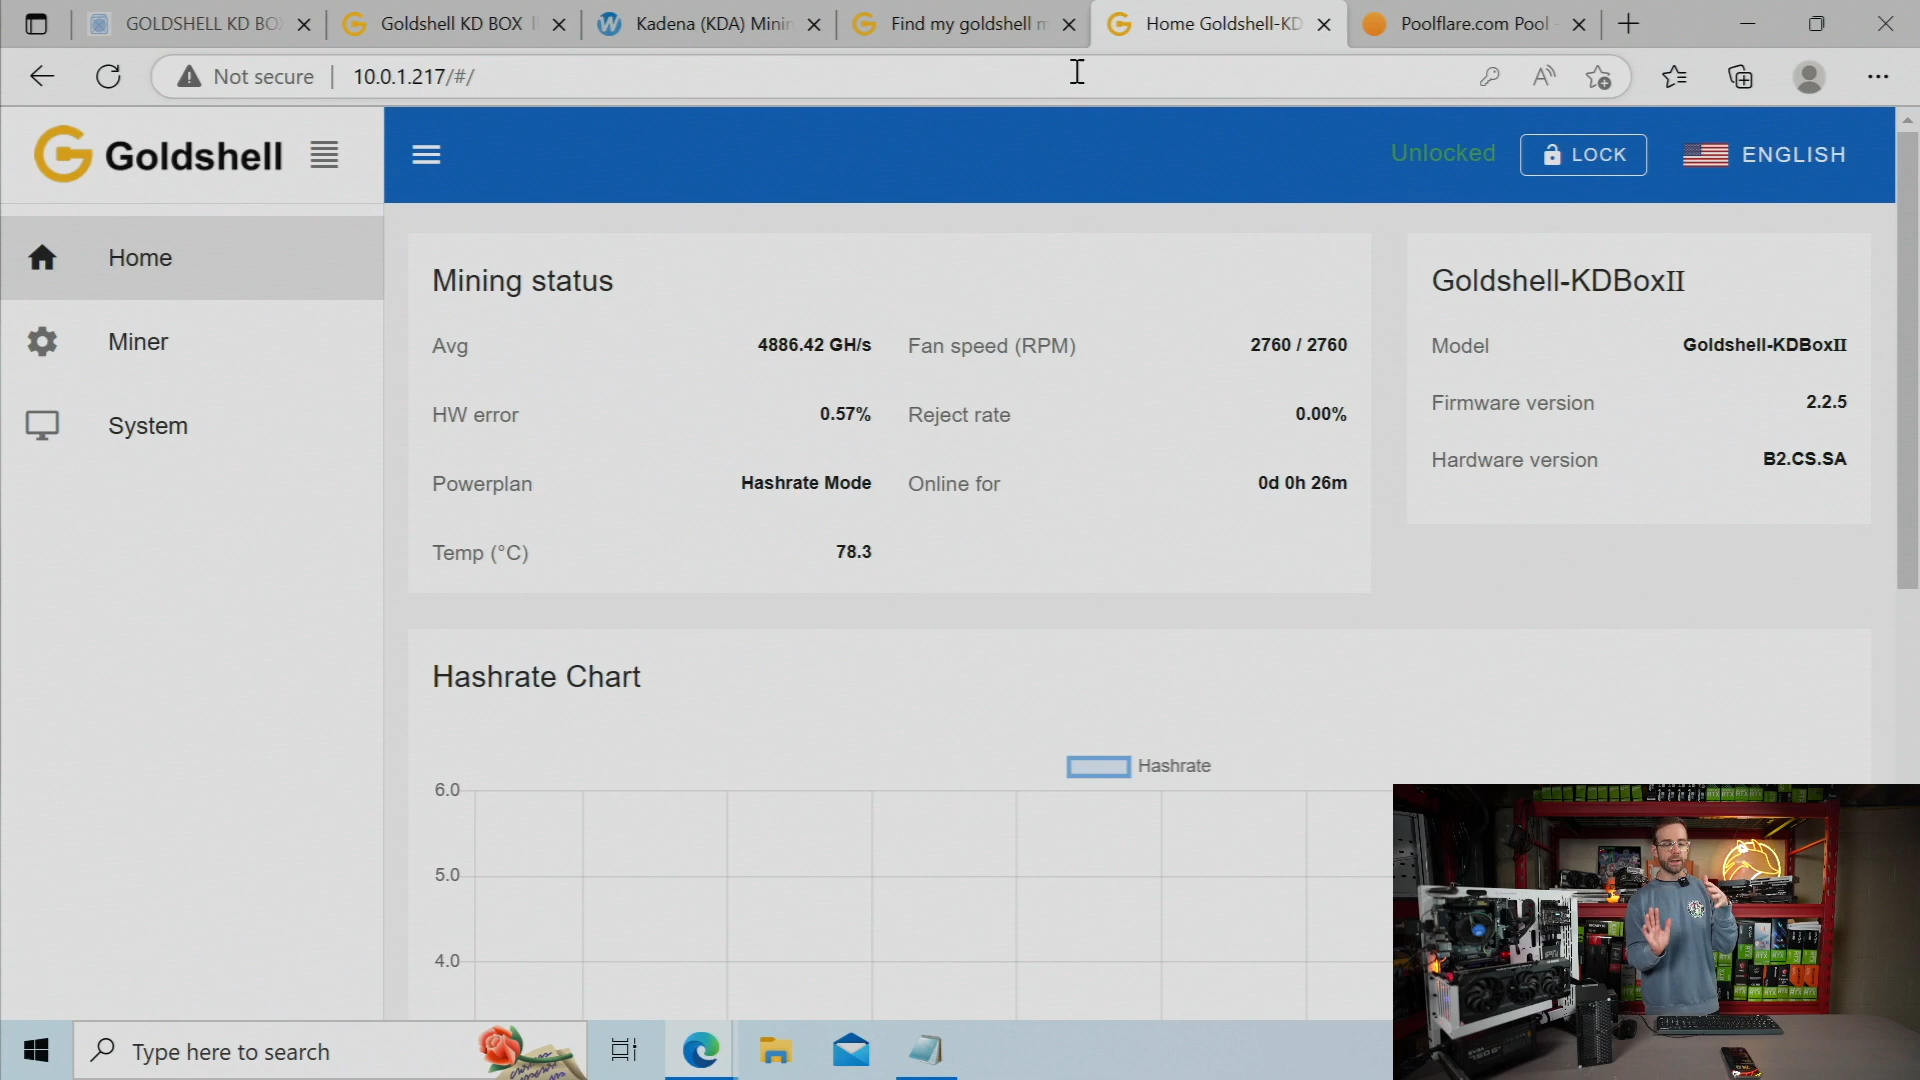 GOLDSHELL KD BO
Goldshell KD BOX
Kadena (KDA) Minin
Find my goldshell m
Home Goldshell-KD
Poolflare.com Pool -
Not secure
10.0.1.217/#/
Goldshell
Unlocked
LOCK
ENGLISH
Home
Miner
System
Mining status
Avg 4886.42 GH/s Fan speed (RPM) 2760 / 2760
HW error 0.57% Reject rate 0.00%
Powerplan Hashrate Mode Online for 0d 0h 26m
Temp (°C) 78.3
Goldshell-KDBoxII
Model Goldshell-KDBoxII
Firmware version 2.2.5
Hardware version B2.CS.SA
Hashrate Chart
Hashrate
6.0
5.0
4.0
Type here to search